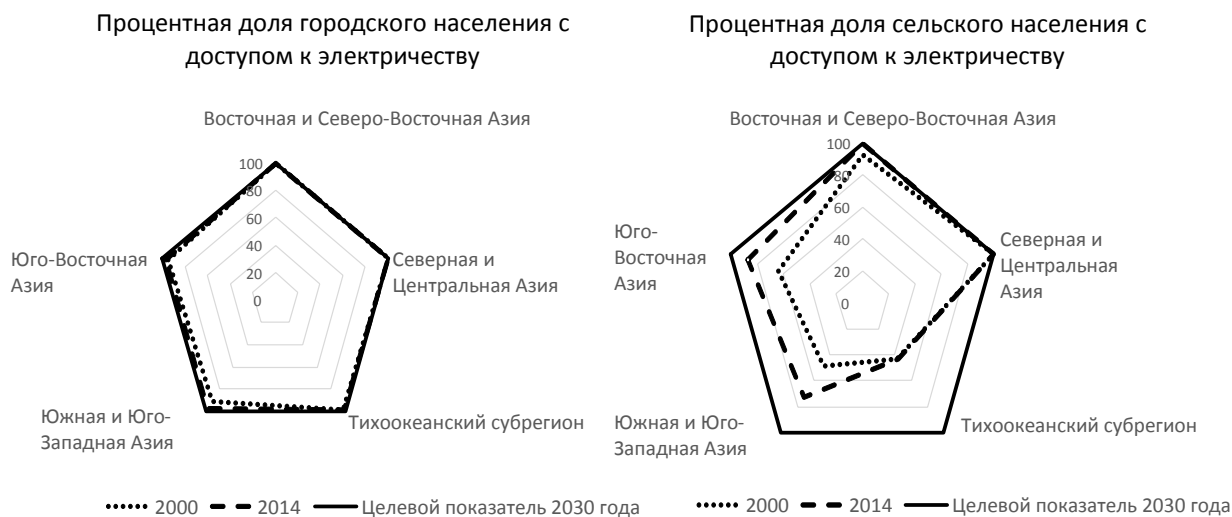 Процентная доля городского населения с
доступом к электричеству
Восточная и Северо-Восточная Азия
100
80
60
40
20
0
Юго-Восточная
Азия
Северная и
Центральная Азия
Южная и Юго-
Западная Азия
Тихоокеанский субрегион
2000
2014
Целевой показатель 2030 года
Процентная доля сельского населения с
доступом к электричеству
Восточная и Северо-Восточная Азия
100
80
60
40
20
0
Юго-
Восточная
Азия
Северная и
Центральная
Азия
Южная и Юго-
Западная Азия
Тихоокеанский субрегион
2000
2014
Целевой показатель 2030 года